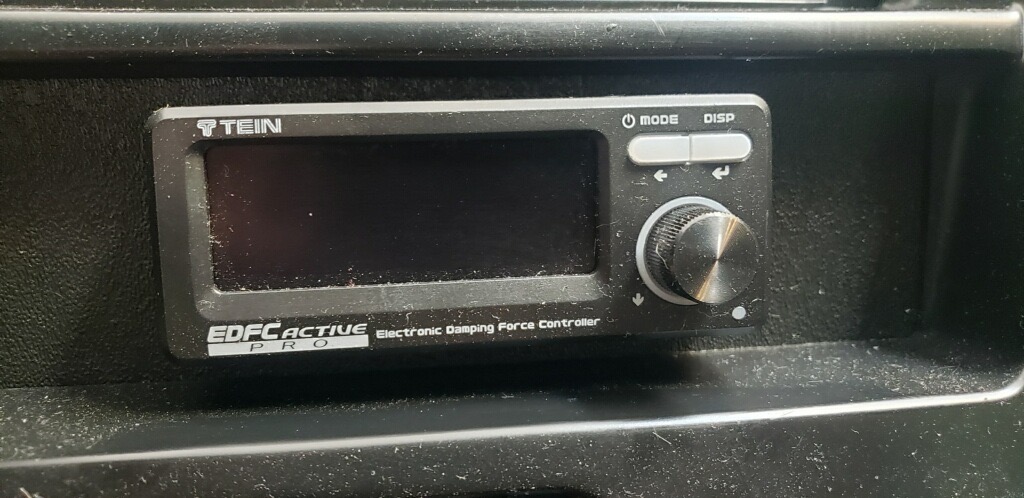 TEIN
MODE DISP
EDFC ACTIVE
PRO
Electronic Damping Force Controller